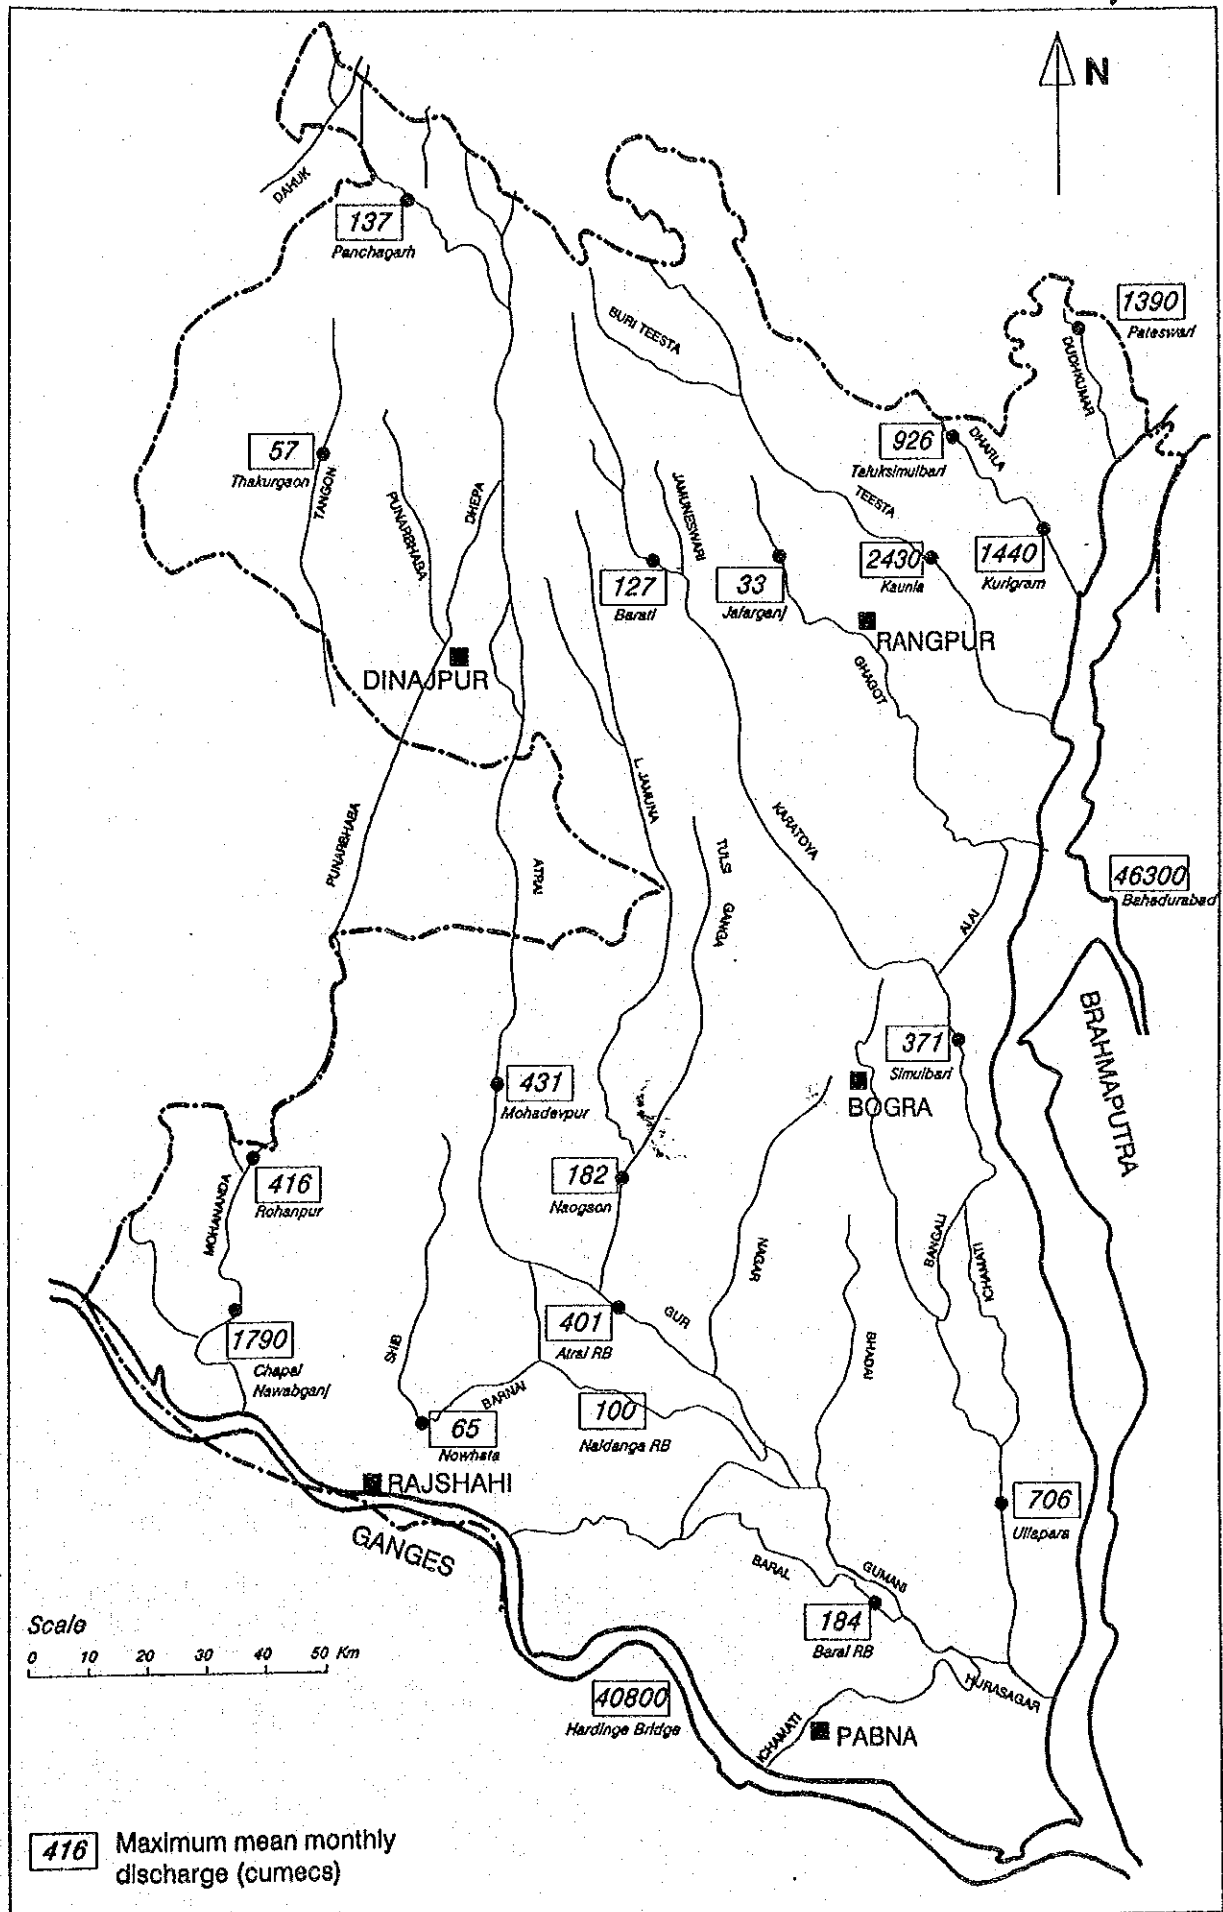 N
DAHUK
137
Panchagarh
1390
Pateswari
BURI TEESTA
DUDHKUMAR
57
Thakurgaon
TANGON
PUNARBHABA
DHEPA
JAMUNESWARI
926
Taluksimulbari
DHARLA
TEESTA
127
Barati
33
Jafarganj
2430
Kaunia
1440
Kurigram
RANGPUR
DINAJPUR
GHAGOT
PUNARBHABA
ATRAI
L. JAMUNA
TULSI GANGA
KARATOYA
ALAI
46300
Bahadurabad
BRAHMAPUTRA
371
Simulbari
BOGRA
431
Mohadevpur
416
Rohanpur
MOHANANDA
182
Naogaon
NAGAR
BANGALI
ICHAMATI
1790
Chapai
Nawabganj
SHIB
401
Atrai RB
GUR
BHADAI
BARNAI
65
Nowhata
100
Naldanga RB
RAJSHAHI
GANGES
706
Ullapara
BARAL
GUMANI
184
Baral RB
HURASAGAR
40800
Hardinge Bridge
ICHAMATI
PABNA
Scale
0 10 20 30 40 50 Km
416 Maximum mean monthly
discharge (cumecs)